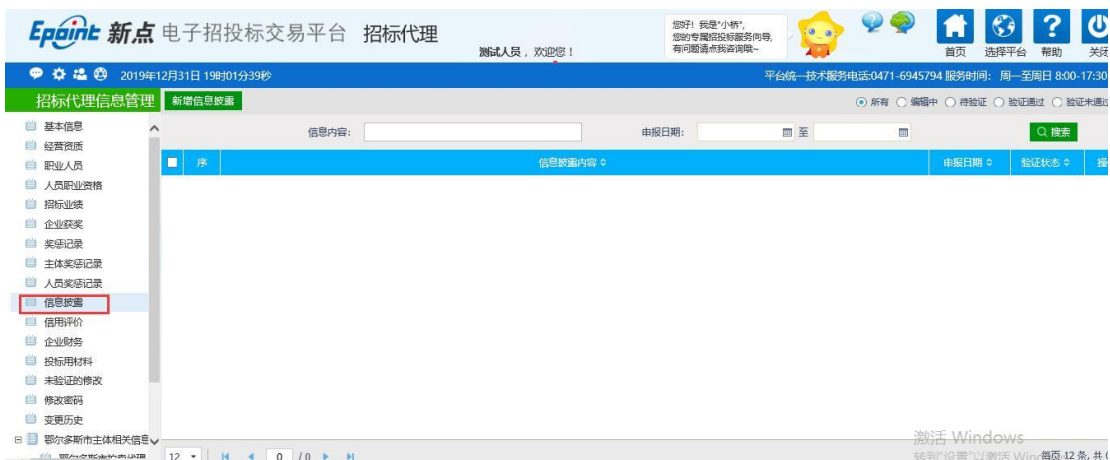 Epoint 新点 电子招投标交易平台 招标代理
测试人员，欢迎您！
您好！我是"小桥"，
您的专属招投标服务向导，
有问题请点我咨询哦~
首页 选择平台 帮助 关闭
2019年12月31日 19时01分39秒
平台统一技术服务电话:0471-6945794 服务时间： 周一至周日 8:00-17:30
招标代理信息管理
新增信息披露
所有 编辑中 待验证 验证通过 验证未通过
信息内容：
申报日期：
至
搜索
序 信息披露内容 申报日期 验证状态
基本信息
经营资质
职业人员
人员职业资格
招标业绩
企业获奖
奖惩记录
主体奖惩记录
人员奖惩记录
信息披露
信用评价
企业财务
投标用材料
未验证的修改
修改密码
变更历史
鄂尔多斯市主体相关信息
鄂尔多斯市拍卖代理
12 0 /0
激活 Windows
转到"设置"以激活 Win
每页 12 条, 共